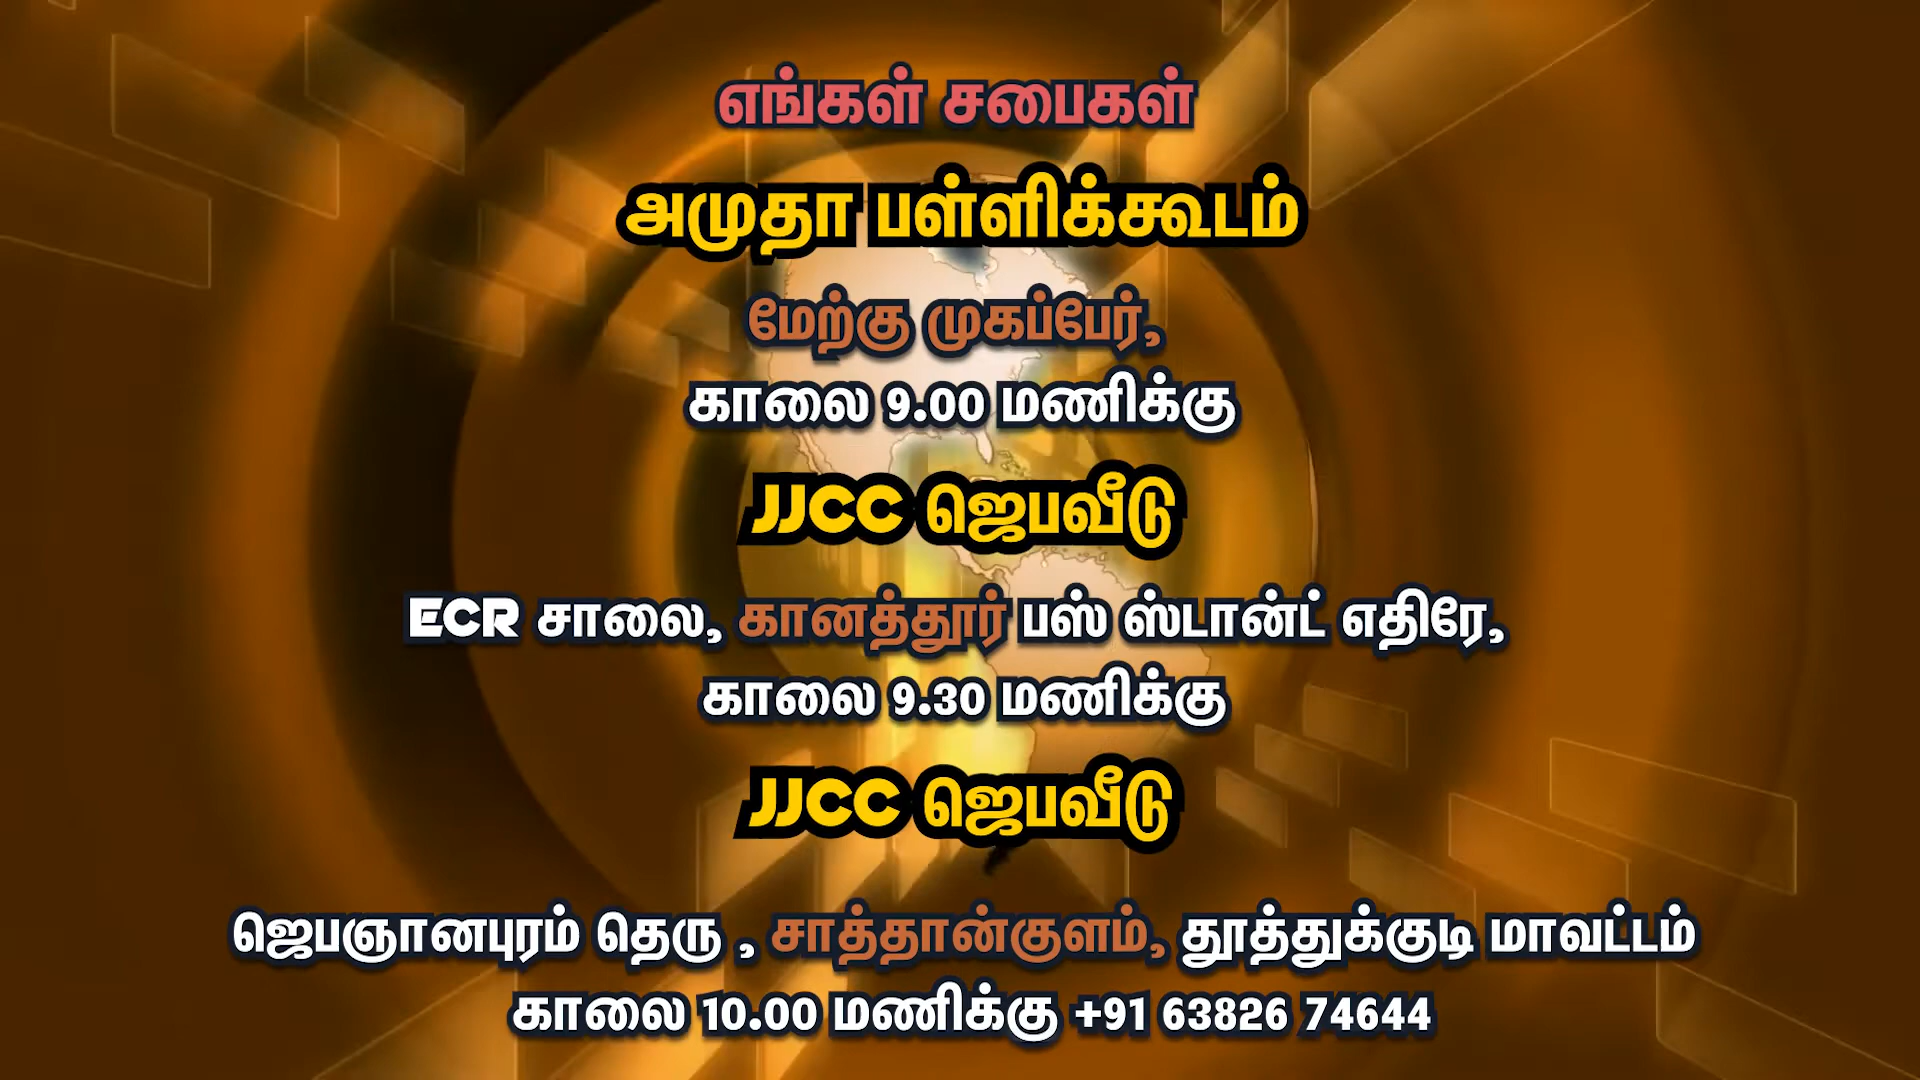 எங்கள் சபைகள்
அமுதா பள்ளிக்கூடம்
மேற்கு முகப்பேர்,
காலை 9.00 மணிக்கு
JJCC ஜெபவீடு
ECR சாலை, கானத்தூர் பஸ் ஸ்டான்ட் எதிரே,
காலை 9.30 மணிக்கு
JJCC ஜெபவீடு
ஜெபஞானபுரம் தெரு , சாத்தான்குளம், தூத்துக்குடி மாவட்டம்
காலை 10.00 மணிக்கு +91 63826 74644